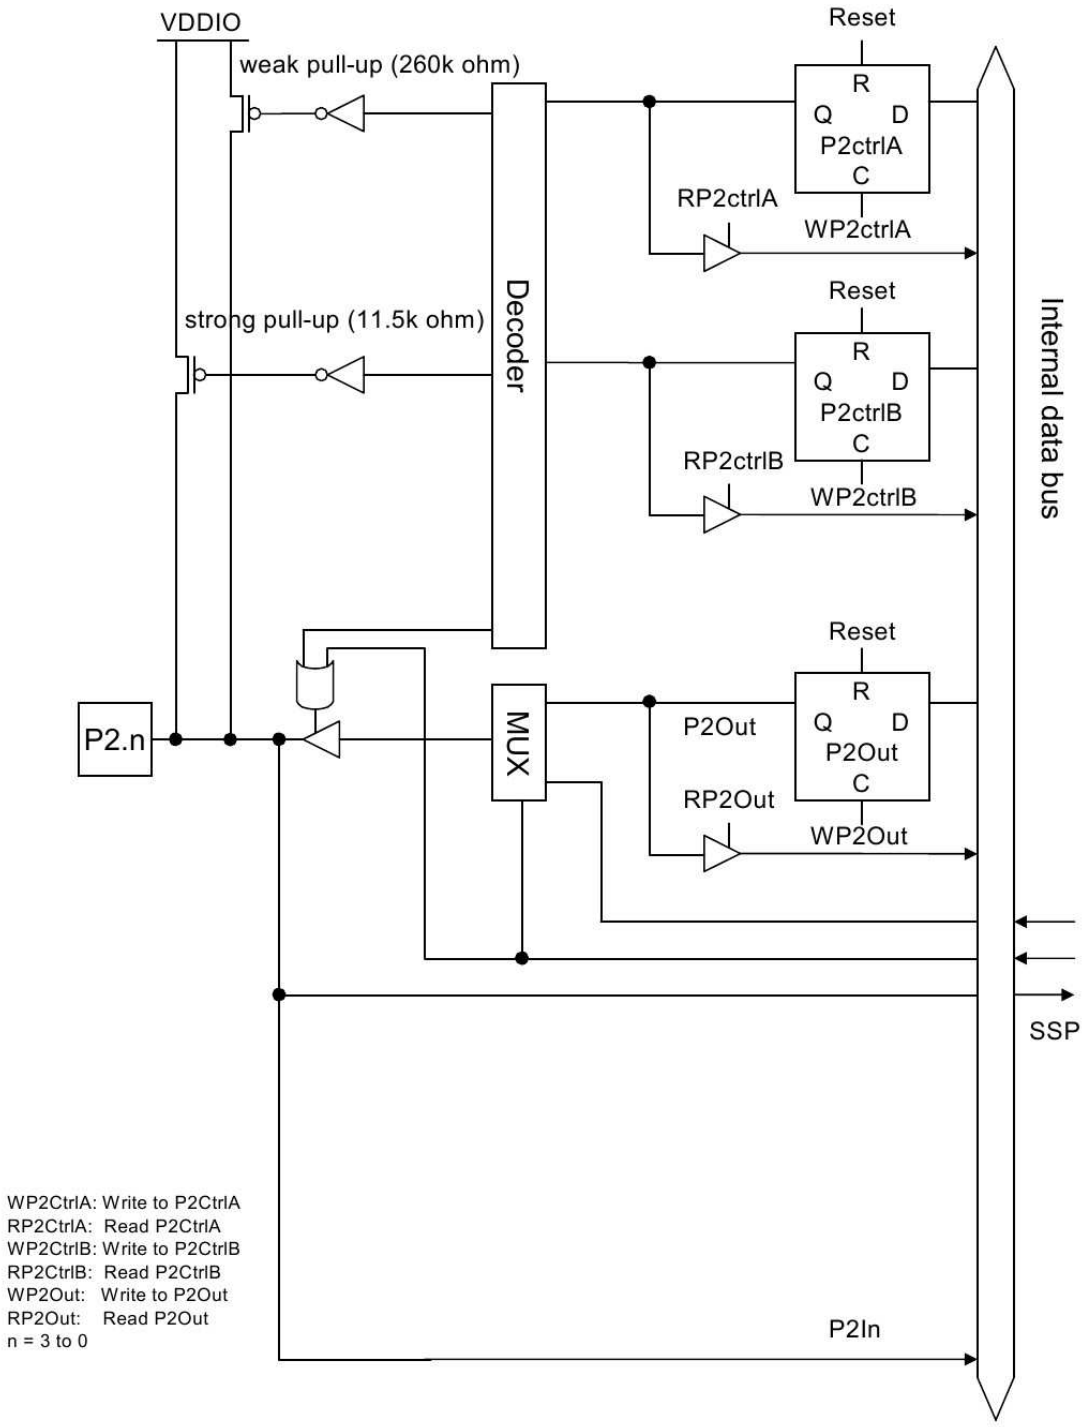 VDDIO
Reset
weak pull-up (260k ohm)
R
Q D
P2ctrlA
C
RP2ctrlA
WP2ctrlA
Reset
strong pull-up (11.5k ohm)
Decoder
R
Q D
P2ctrlB
C
RP2ctrlB
WP2ctrlB
Internal data bus
Reset
R
P2.n
MUX
P2Out
Q D
P2Out
C
RP2Out
WP2Out
SSP
WP2CtrlA: Write to P2CtrlA
RP2CtrlA: Read P2CtrlA
WP2CtrlB: Write to P2CtrlB
RP2CtrlB: Read P2CtrlB
WP2Out: Write to P2Out
RP2Out: Read P2Out
n = 3 to 0
P2In